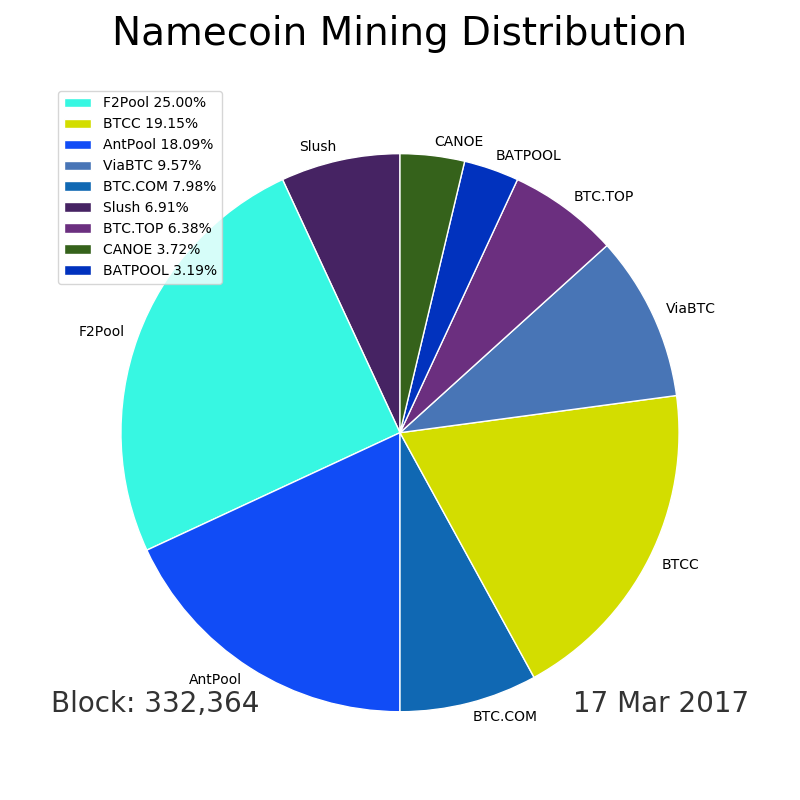 Namecoin Mining Distribution
F2Pool 25.00%
BTCC 19.15%
AntPool 18.09%
ViaBTC 9.57%
BTC.COM 7.98%
Slush 6.91%
BTC.TOP 6.38%
CANOE 3.72%
BATPOOL 3.19%
Slush
CANOE
BATPOOL
BTC.TOP
ViaBTC
F2Pool
BTCC
AntPool
BTC.COM
Block: 332,364
17 Mar 2017